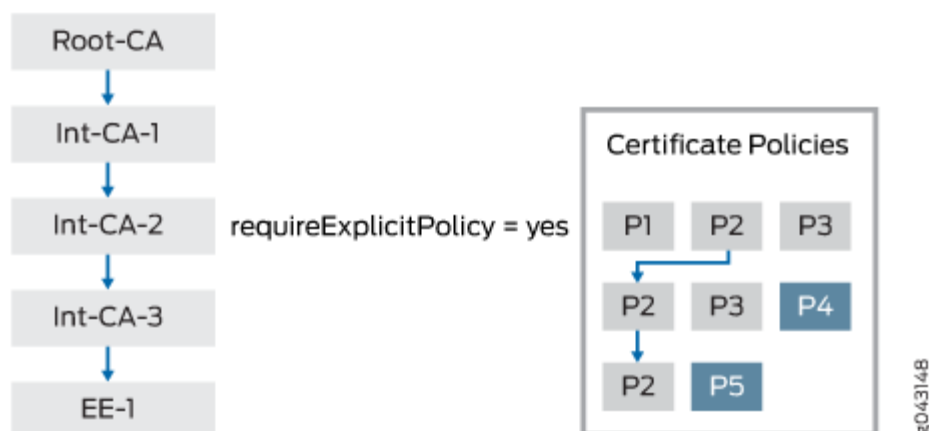 Root-CA
Int-CA-1
Int-CA-2
Int-CA-3
EE-1
requireExplicitPolicy = yes
Certificate Policies
P1 P2 P3
P2 P3 P4
P2 P5
g043148